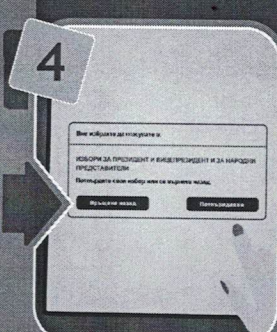 4
Вие избрахте да гласувате в:
ИЗБОРИ ЗА ПРЕЗИДЕНТ И ВИЦЕПРЕЗИДЕНТ И ЗА НАРОДНИ
ПРЕДСТАВИТЕЛИ
Потвърдете своя избор или се върнете назад.
Връщане назад
Потвърждавам